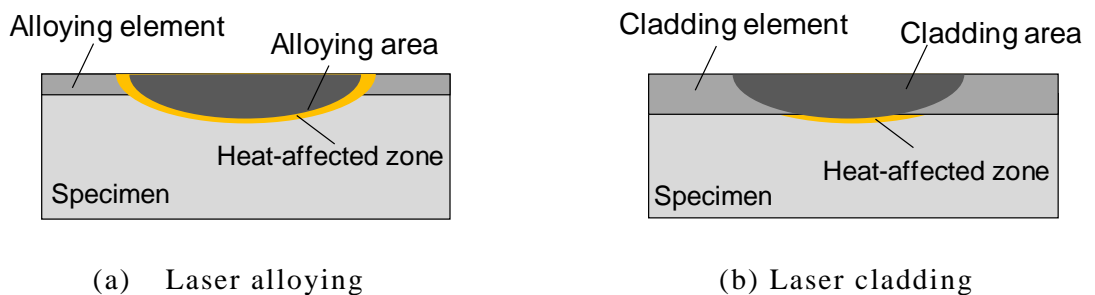 Alloying element
Alloying area
Heat-affected zone
Specimen
(a) Laser alloying
Cladding element
Cladding area
Heat-affected zone
Specimen
(b) Laser cladding